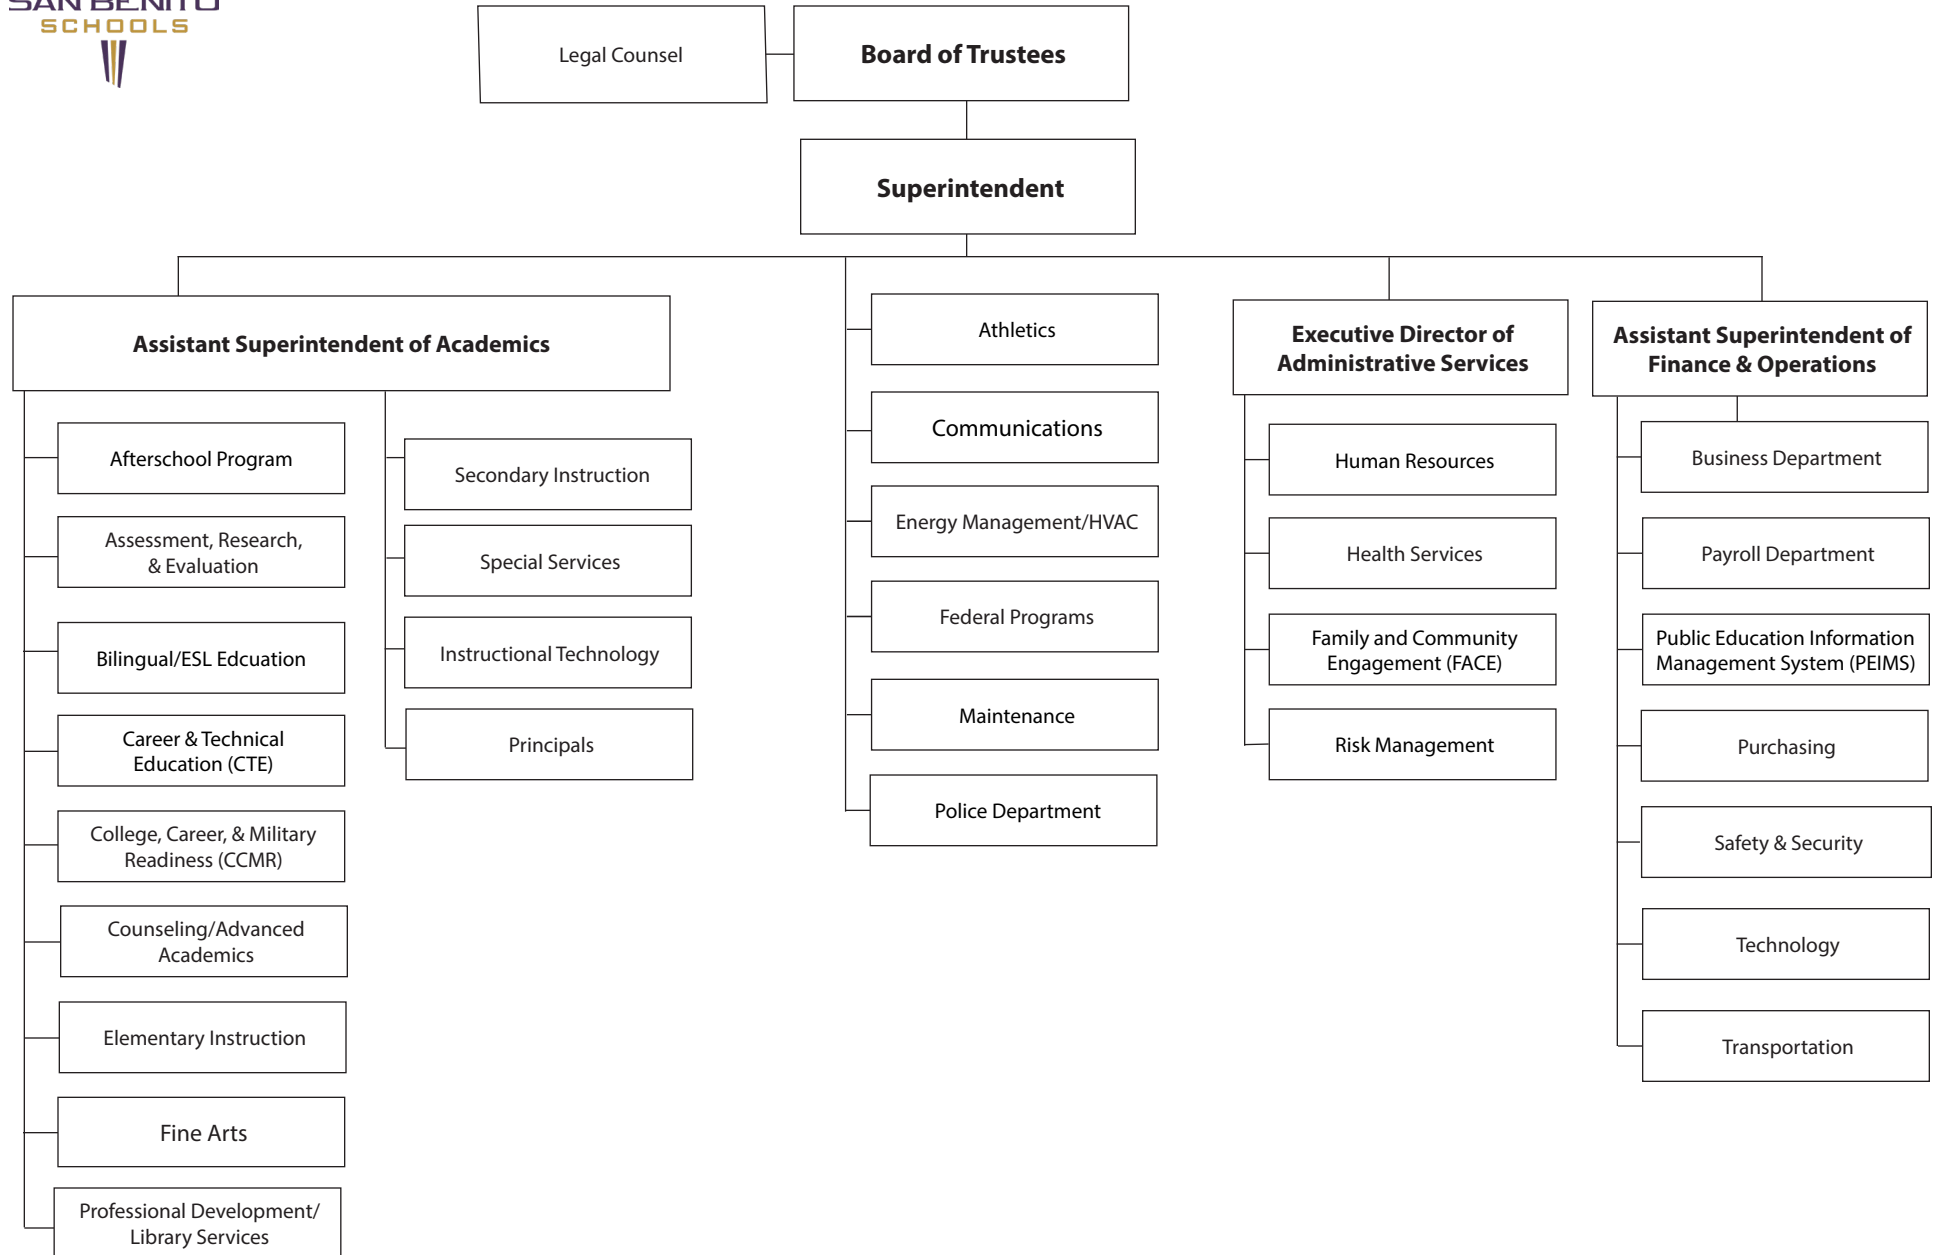 SAN BENITO
SCHOOLS
Legal Counsel
Board of Trustees
Superintendent
Assistant Superintendent of Academics
Afterschool Program
Assessment, Research,
& Evaluation
Bilingual/ESL Edcuation
Career & Technical
Education (CTE)
College, Career, & Military
Readiness (CCMR)
Counseling/Advanced
Academics
Elementary Instruction
Fine Arts
Professional Development/
Library Services
Secondary Instruction
Special Services
Instructional Technology
Principals
Athletics
Communications
Energy Management/HVAC
Federal Programs
Maintenance
Police Department
Executive Director of
Administrative Services
Human Resources
Health Services
Family and Community
Engagement (FACE)
Risk Management
Assistant Superintendent of
Finance & Operations
Business Department
Payroll Department
Public Education Information
Management System (PEIMS)
Purchasing
Safety & Security
Technology
Transportation